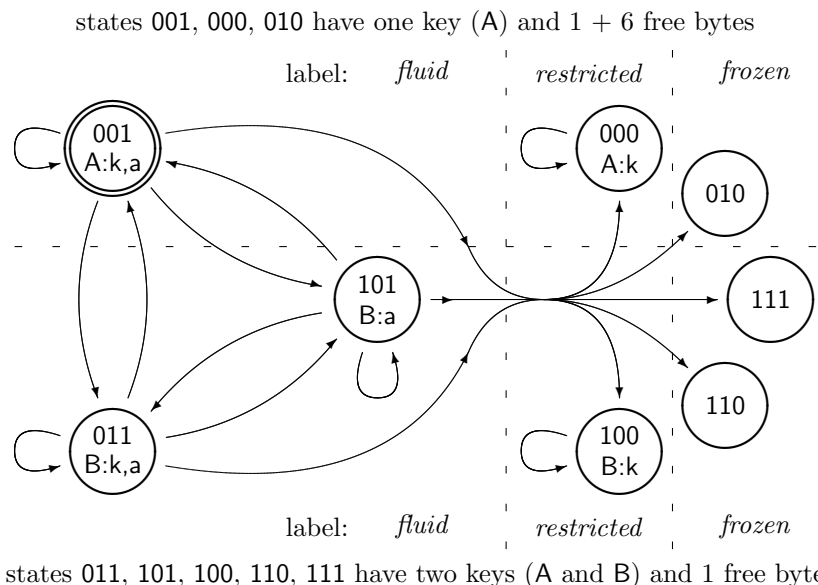 states 001, 000, 010 have one key (A) and 1 + 6 free bytes
label: fluid restricted frozen
001
A:k,a
000
A:k
010
101
B:a
111
011
B:k,a
100
B:k
110
label: fluid restricted frozen
states 011, 101, 100, 110, 111 have two keys (A and B) and 1 free byte